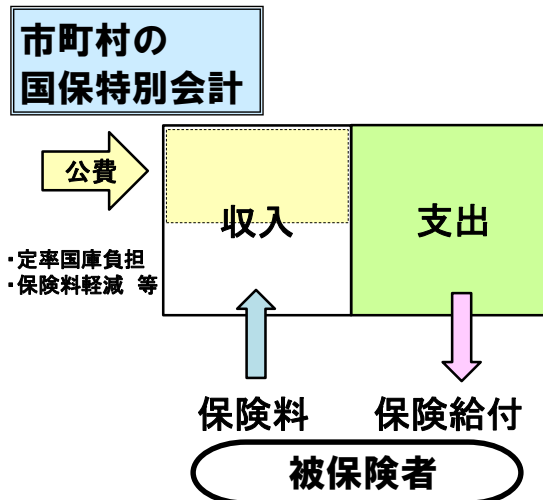 市町村の
国保特別会計
公費
収入
支出
・定率国庫負担
・保険料軽減 等
保険料
保険給付
被保険者